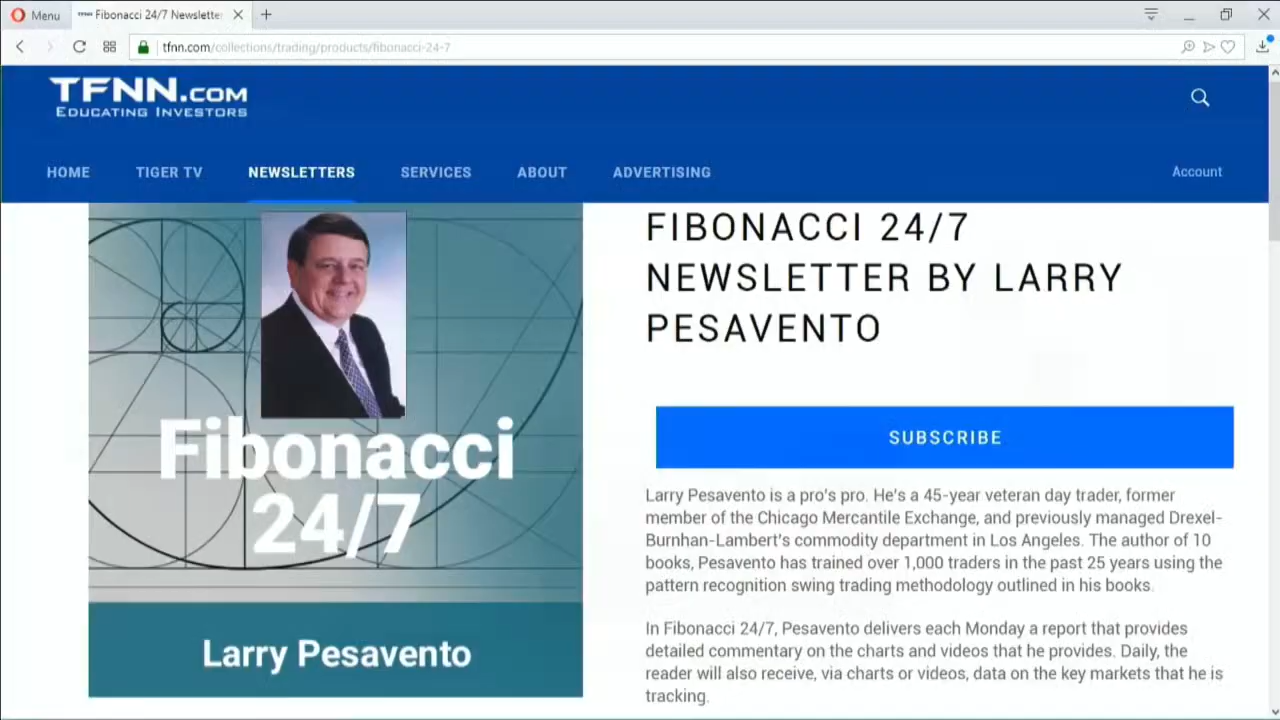 Menu
Fibonacci 24/7 Newslette
tfnn.com/collections/trading/products/fibonacci-24-7
TFNN.COM
EDUCATING INVESTORS
HOME TIGER TV NEWSLETTERS SERVICES ABOUT ADVERTISING Account
Fibonacci
24/7
Larry Pesavento
FIBONACCI 24/7
NEWSLETTER BY LARRY
PESAVENTO
SUBSCRIBE
Larry Pesavento is a pro's pro. He's a 45-year veteran day trader, former
member of the Chicago Mercantile Exchange, and previously managed Drexel-
Burnhan-Lambert's commodity department in Los Angeles. The author of 10
books, Pesavento has trained over 1,000 traders in the past 25 years using the
pattern recognition swing trading methodology outlined in his books.
In Fibonacci 24/7, Pesavento delivers each Monday a report that provides
detailed commentary on the charts and videos that he provides. Daily, the
reader will also receive, via charts or videos, data on the key markets that he is
tracking.